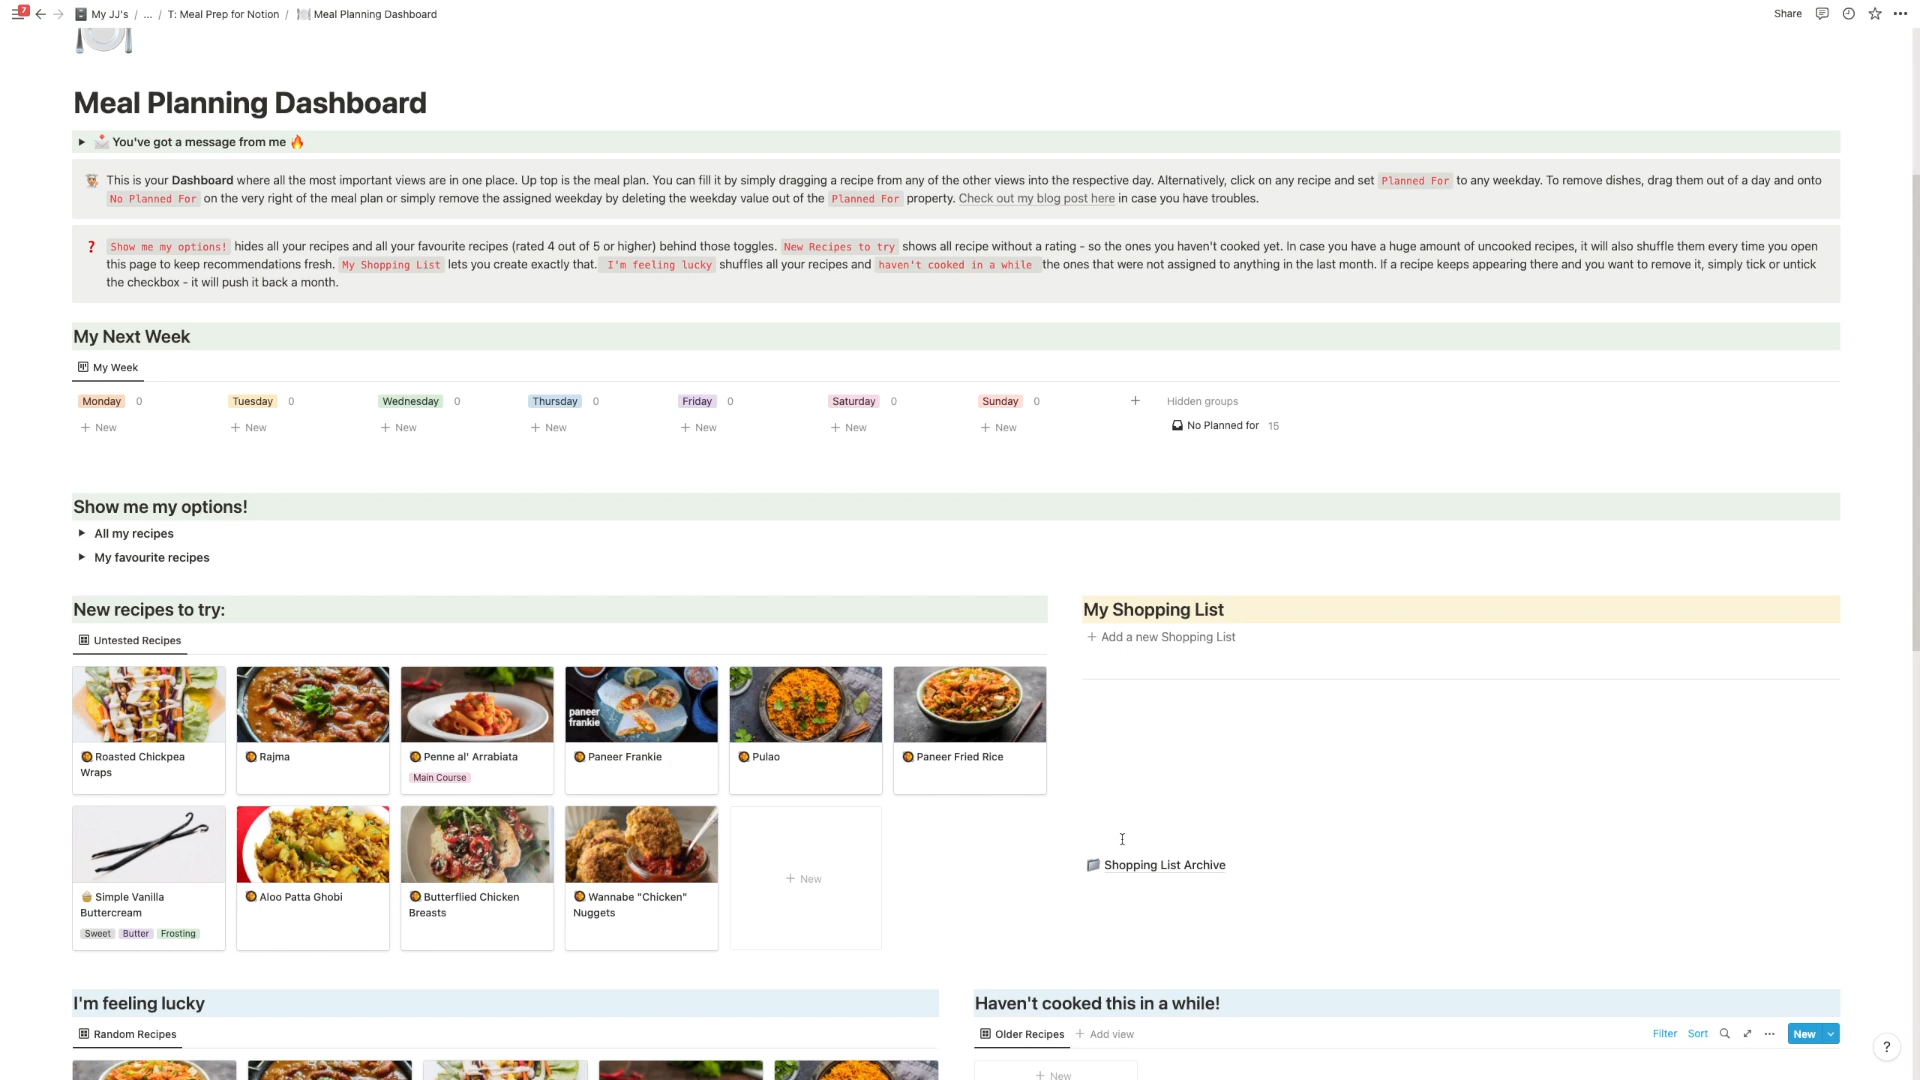 7
My JJ's / ... / T: Meal Prep for Notion / Meal Planning Dashboard
Share
Meal Planning Dashboard
You've got a message from me
This is your Dashboard where all the most important views are in one place. Up top is the meal plan. You can fill it by simply dragging a recipe from any of the other views into the respective day. Alternatively, click on any recipe and set Planned For to any weekday. To remove dishes, drag them out of a day and onto
No Planned For on the very right of the meal plan or simply remove the assigned weekday by deleting the weekday value out of the Planned For property. Check out my blog post here in case you have troubles.
Show me my options! hides all your recipes and all your favourite recipes (rated 4 out of 5 or higher) behind those toggles. New Recipes to try shows all recipe without a rating - so the ones you haven't cooked yet. In case you have a huge amount of uncooked recipes, it will also shuffle them every time you open
this page to keep recommendations fresh. My Shopping List lets you create exactly that. I'm feeling lucky shuffles all your recipes and haven't cooked in a while the ones that were not assigned to anything in the last month. If a recipe keeps appearing there and you want to remove it, simply tick or untick
the checkbox - it will push it back a month.
My Next Week
My Week
Monday 0 Tuesday 0 Wednesday 0 Thursday 0 Friday 0 Saturday 0 Sunday 0 + Hidden groups
+ New + New + New + New + New + New + New No Planned for 15
Show me my options!
All my recipes
My favourite recipes
New recipes to try:
Untested Recipes
paneer
frankie
Roasted Chickpea
Wraps
Rajma
Penne al' Arrabiata
Main Course
Paneer Frankie
Pulao
Paneer Fried Rice
Simple Vanilla
Buttercream
Sweet Butter Frosting
Aloo Patta Ghobi
Butterflied Chicken
Breasts
Wannabe "Chicken"
Nuggets
+ New
My Shopping List
+ Add a new Shopping List
Shopping List Archive
I'm feeling lucky
Random Recipes
Haven't cooked this in a while!
Older Recipes + Add view Filter Sort ••• New
+ New
?